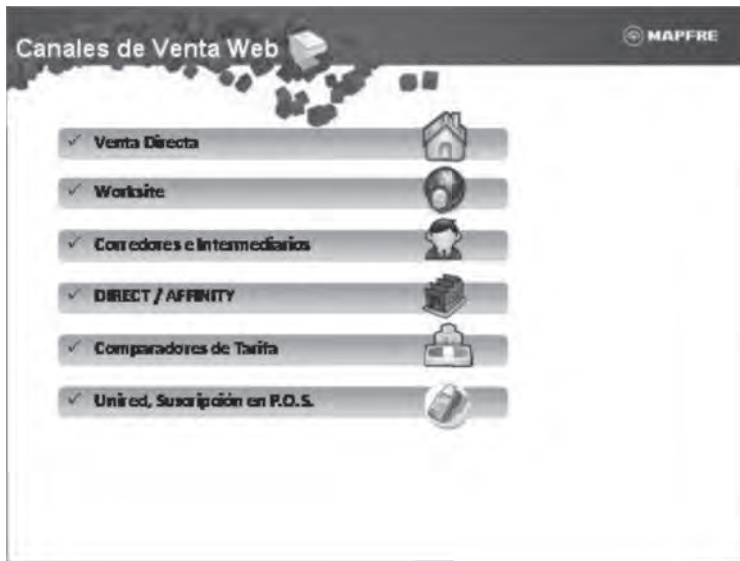 Canales de Venta Web
MAPFRE
Venta Directa
Worksite
Corredores e Intermediarios
DIRECT / AFFINITY
Comparadores de Tarifa
Unired, Suscripción en P.O.S.